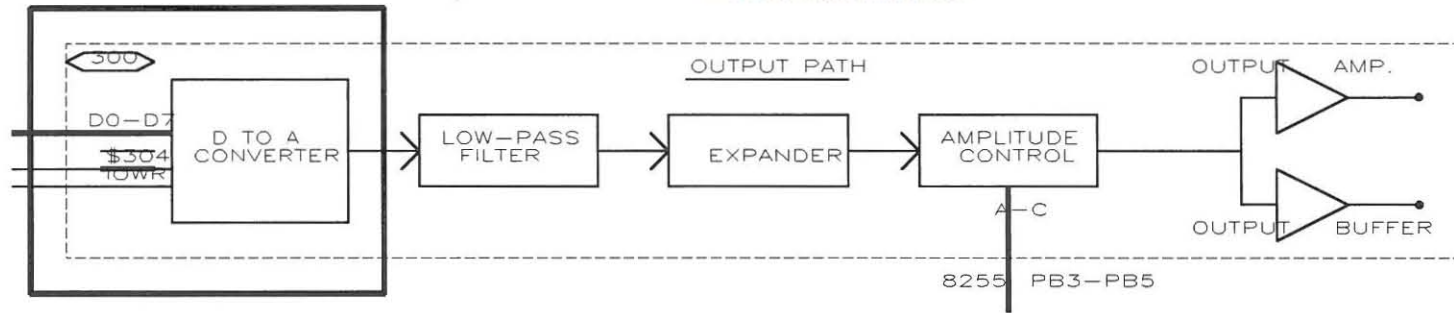 300
OUTPUT PATH
OUTPUT AMP.
D0-D7
D TO A
CONVERTER
LOW-PASS
FILTER
EXPANDER
AMPLITUDE
CONTROL
$304
IOWR
A-C
OUTPUT BUFFER
8255 PB3-PB5